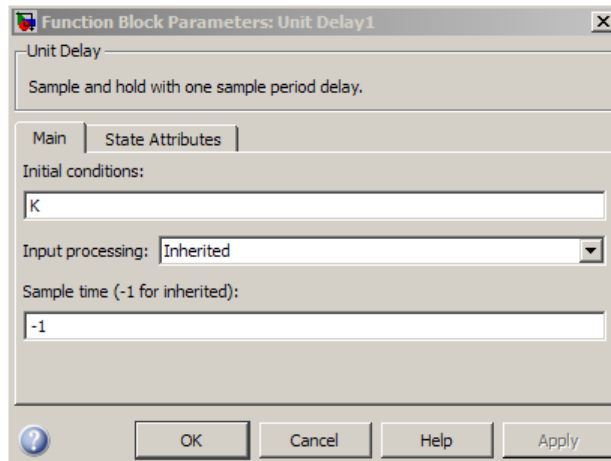 Function Block Parameters: Unit Delay1
Unit Delay
Sample and hold with one sample period delay.
Main State Attributes
Initial conditions:
K
Input processing: Inherited
Sample time (-1 for inherited):
-1
OK Cancel Help Apply